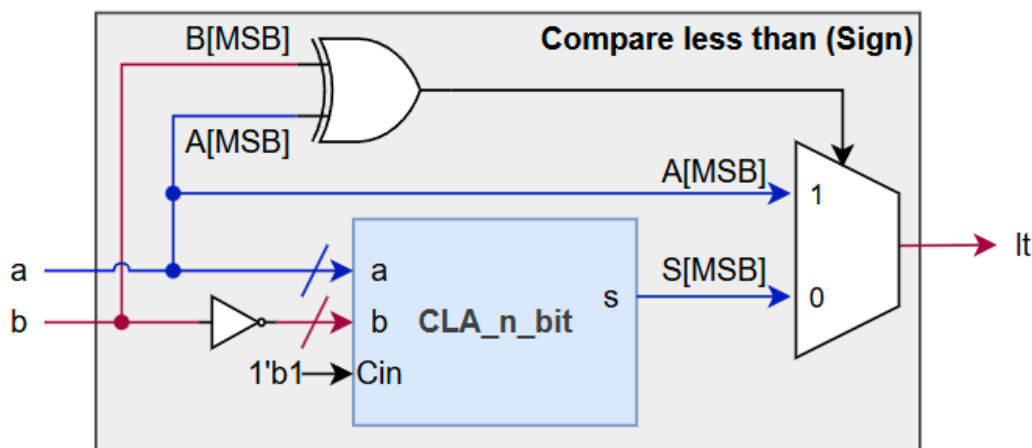 B[MSB]
Compare less than (Sign)
A[MSB]
A[MSB]
1
a
a
S[MSB]
lt
s
0
b
b
CLA_n_bit
1'b1
Cin